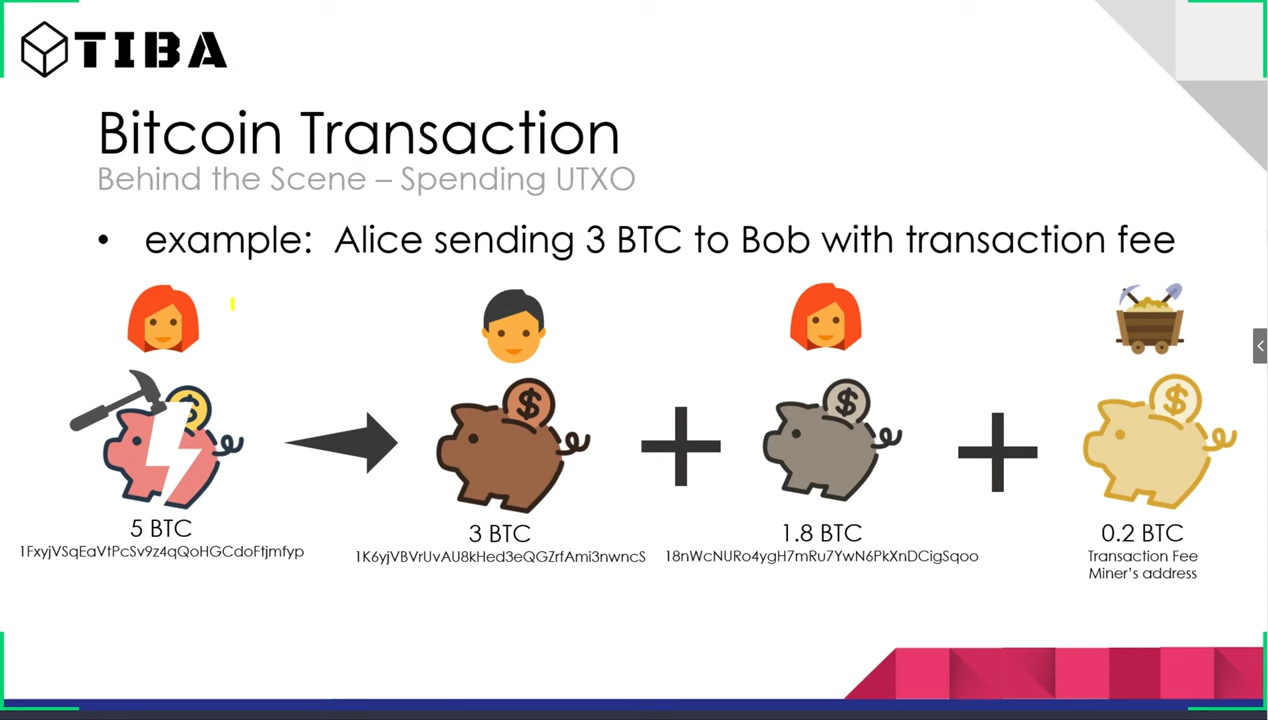 TIBA
Bitcoin Transaction
Behind the Scene – Spending UTXO
• example: Alice sending 3 BTC to Bob with transaction fee
5 BTC
1FxyjVSqEaVtPcSv9z4qQoHGCdoFtjmfyp
3 BTC
1K6yjVBVrUvAU8kHed3eQGZrfAmi3nwncS
1.8 BTC
18nWcNURo4ygH7mRu7YwN6PkXnDCigSqoo
0.2 BTC
Transaction Fee
Miner's address